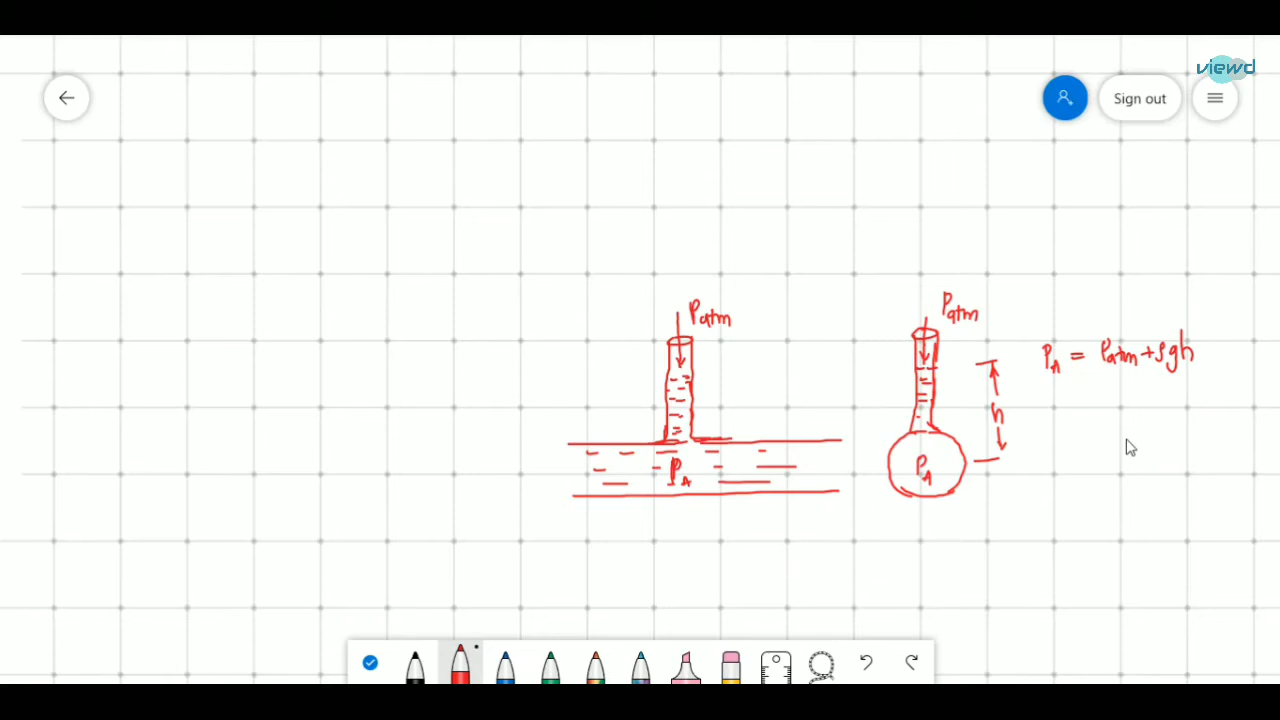 viewd
Sign out
Patm
Patm
PA = Patm + ρgh
h
PA
PA